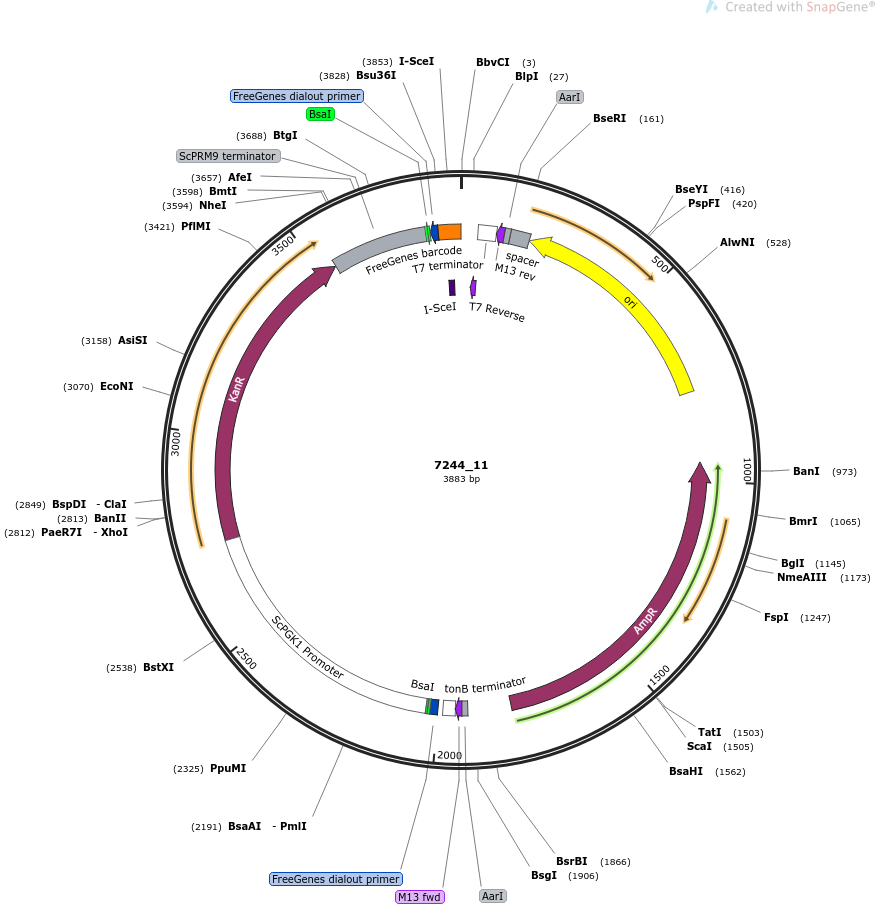 Created with SnapGene®
(3853) I-SceI
BbvCI (3)
(3828) Bsu36I
BlpI (27)
FreeGenes dialout primer
AarI
BsaI
BseRI (161)
(3688) BtgI
ScPRM9 terminator
(3657) AfeI
(3598) BmtI
BseYI (416)
(3594) NheI
PspFI (420)
(3421) PflMI
AlwNI (528)
3500
500
FreeGenes barcode
T7 terminator
spacer
M13 rev
I-SceI
T7 Reverse
ori
(3158) AsiSI
(3070) EcoNI
KanR
3000
1000
7244_11
3883 bp
BanI (973)
(2849) BspDI - ClaI
(2813) BanII
(2812) PaeR7I - XhoI
BmrI (1065)
BglI (1145)
NmeAIII (1173)
FspI (1247)
AmpR
ScPGK1 Promoter
2500
1500
(2538) BstXI
BsaI
tonB terminator
TatI (1503)
ScaI (1505)
2000
(2325) PpuMI
BsaHI (1562)
(2191) BsaAI - PmlI
BsrBI (1866)
BsgI (1906)
FreeGenes dialout primer
M13 fwd
AarI